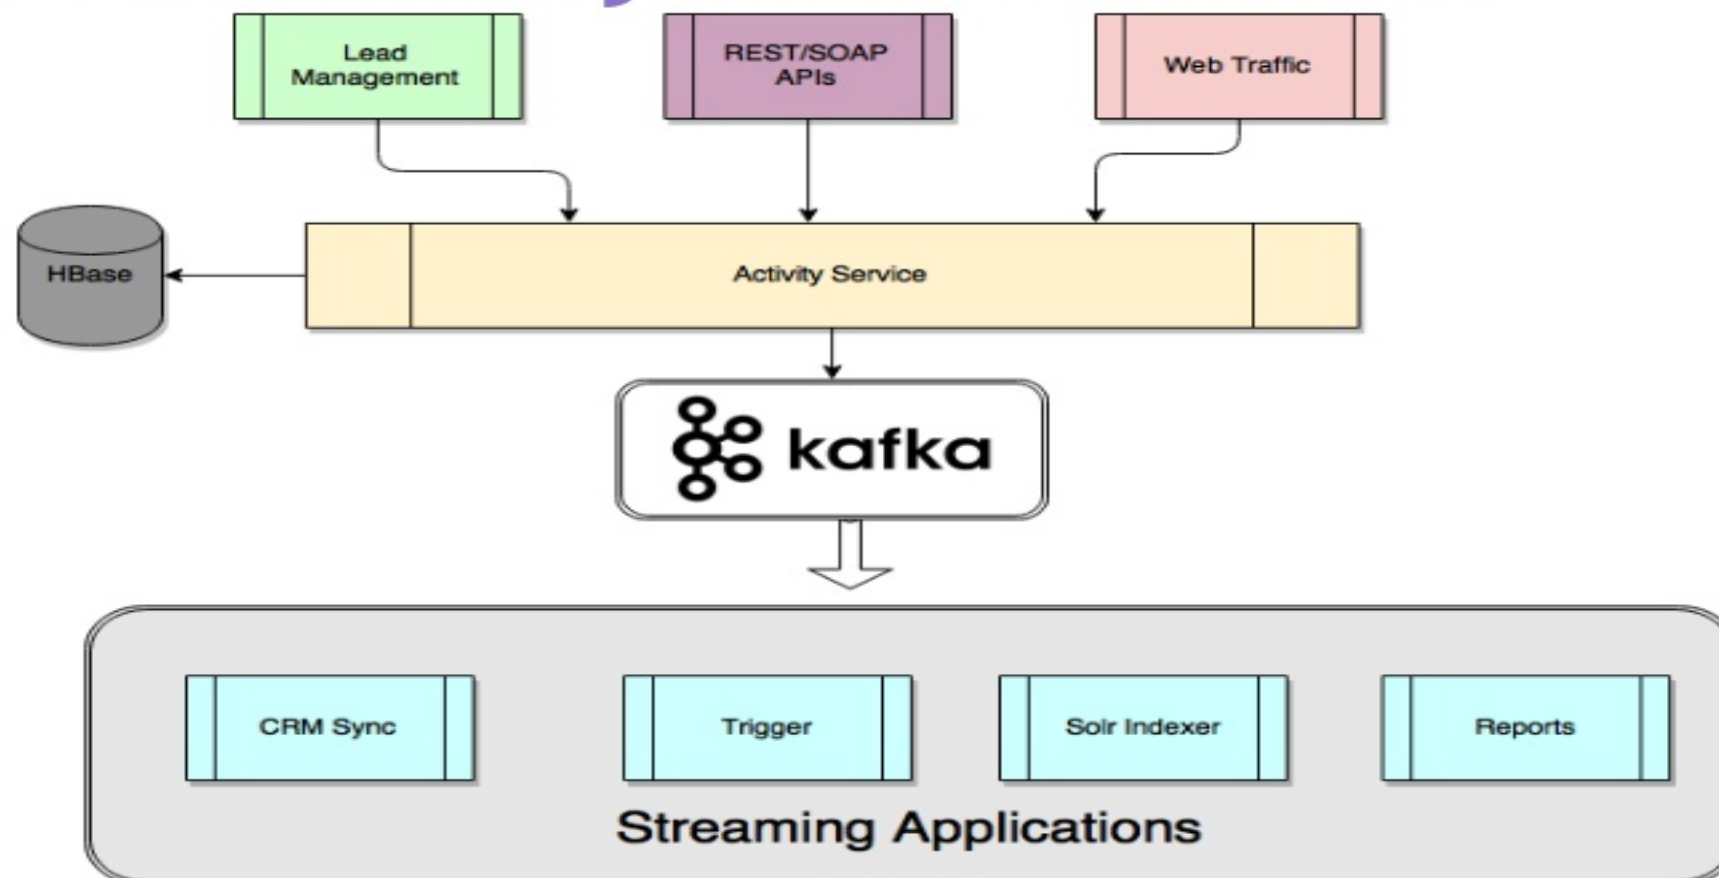 Lead
Management
REST/SOAP
APIs
Web Traffic
HBase
Activity Service
kafka
CRM Sync
Trigger
Solr Indexer
Reports
Streaming Applications